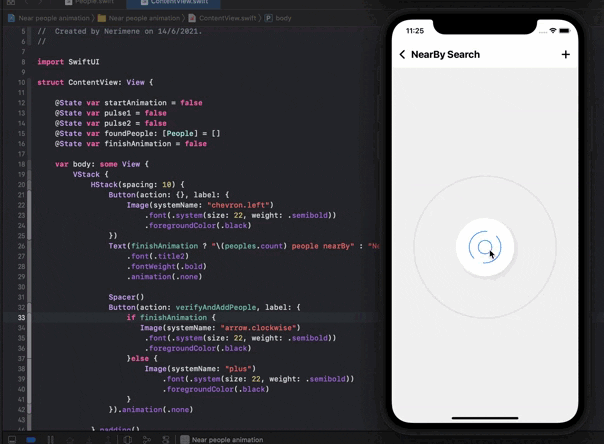 People.swift
ContentView.swift
Near people animation
Near people animation
ContentView.swift
body
5 // Created by Nerimene on 14/6/2021.
6 //
7
8 import SwiftUI
9
10 struct ContentView: View {
11
12 @State var startAnimation = false
13 @State var pulse1 = false
14 @State var pulse2 = false
15 @State var foundPeople: [People] = []
16 @State var finishAnimation = false
17
18 var body: some View {
19 VStack {
20 HStack(spacing: 10) {
21 Button(action: {}, label: {
22 Image(systemName: "chevron.left")
23 .font(.system(size: 22, weight: .semibold))
24 .foregroundColor(.black)
25 })
26 Text(finishAnimation ? "\(peoples.count) people nearBy" : "Ne
27 .font(.title2)
28 .fontWeight(.bold)
29 .animation(.none)
30
31 Spacer()
32 Button(action: verifyAndAddPeople, label: {
33 if finishAnimation {
34 Image(systemName: "arrow.clockwise")
35 .font(.system(size: 22, weight: .semibold))
36 .foregroundColor(.black)
37 }else {
38 Image(systemName: "plus")
39 .font(.system(size: 22, weight: .semibold))
40 .foregroundColor(.black)
41 }
42 }).animation(.none)
43
44 }.padding()
Near people animation
11:25
NearBy Search
+